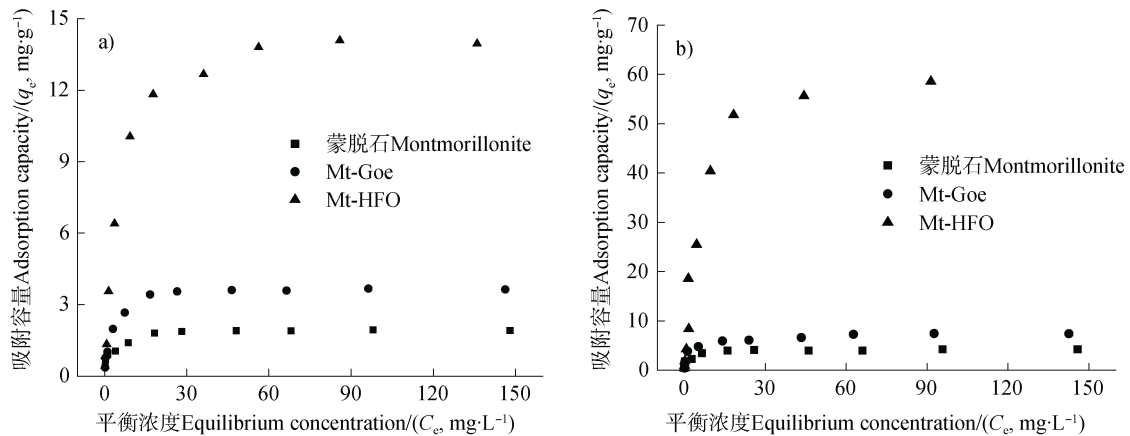 15
12
9
6
3
0
a)
吸附容量Adsorption capacity/(qe, mg·g⁻¹)
蒙脱石Montmorillonite
Mt-Goe
Mt-HFO
0 30 60 90 120 150
平衡浓度Equilibrium concentration/(Ce, mg·L⁻¹)
70
60
50
40
30
20
10
0
b)
吸附容量Adsorption capacity/(qe, mg·g⁻¹)
蒙脱石Montmorillonite
Mt-Goe
Mt-HFO
0 30 60 90 120 150
平衡浓度Equilibrium concentration/(Ce, mg·L⁻¹)